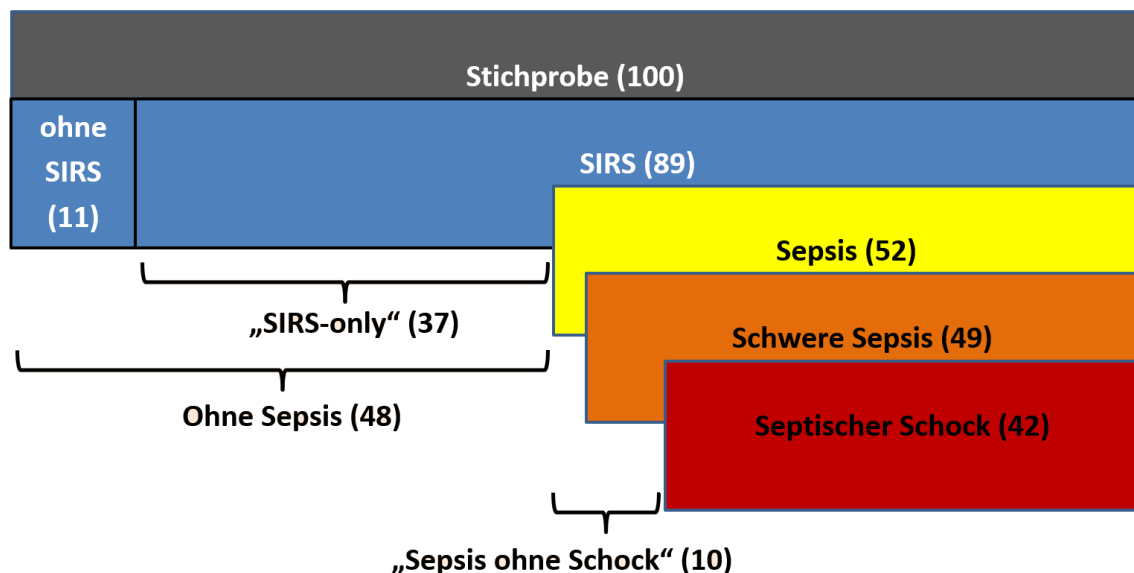 Stichprobe (100)
ohne
SIRS
(11)
SIRS (89)
Sepsis (52)
„SIRS-only“ (37)
Schwere Sepsis (49)
Ohne Sepsis (48)
Septischer Schock (42)
„Sepsis ohne Schock“ (10)